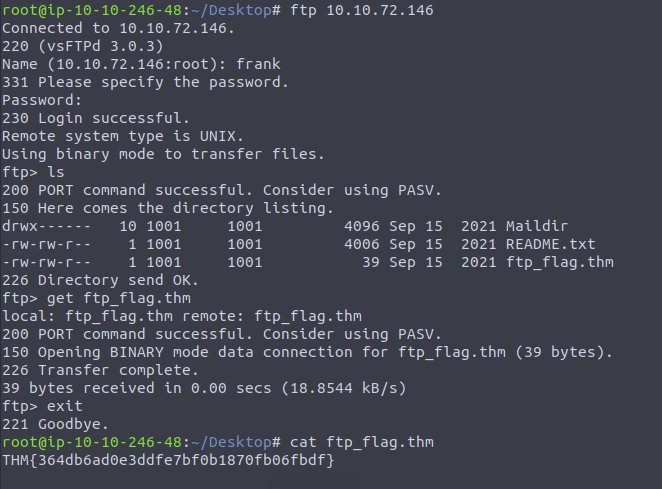 root@ip-10-10-246-48:~/Desktop# ftp 10.10.72.146
Connected to 10.10.72.146.
220 (vsFTPd 3.0.3)
Name (10.10.72.146:root): frank
331 Please specify the password.
Password:
230 Login successful.
Remote system type is UNIX.
Using binary mode to transfer files.
ftp> ls
200 PORT command successful. Consider using PASV.
150 Here comes the directory listing.
drwx------   10 1001     1001         4096 Sep 15  2021 Maildir
-rw-rw-r--    1 1001     1001         4006 Sep 15  2021 README.txt
-rw-rw-r--    1 1001     1001           39 Sep 15  2021 ftp_flag.thm
226 Directory send OK.
ftp> get ftp_flag.thm
local: ftp_flag.thm remote: ftp_flag.thm
200 PORT command successful. Consider using PASV.
150 Opening BINARY mode data connection for ftp_flag.thm (39 bytes).
226 Transfer complete.
39 bytes received in 0.00 secs (18.8544 kB/s)
ftp> exit
221 Goodbye.
root@ip-10-10-246-48:~/Desktop# cat ftp_flag.thm
THM{364db6ad0e3ddfe7bf0b1870fb06fbdf}